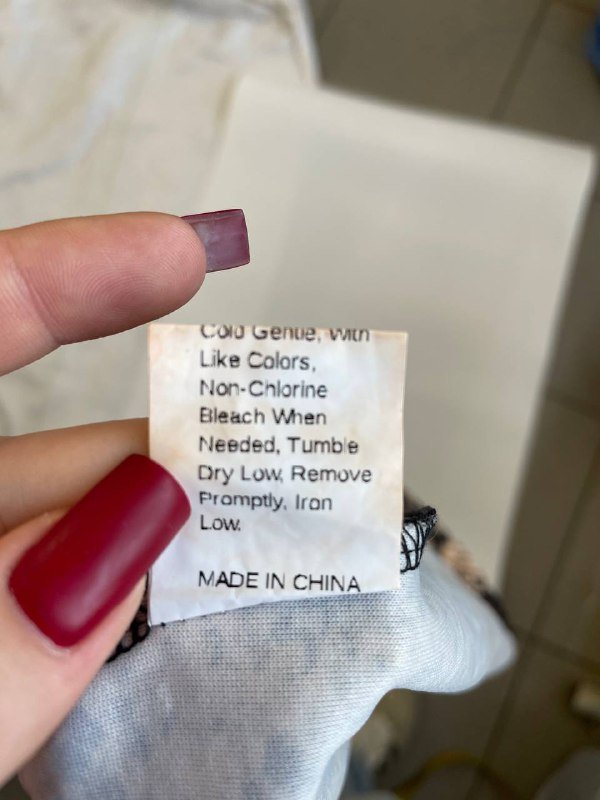 Cold Gentle, With
Like Colors,
Non-Chlorine
Bleach When
Needed, Tumble
Dry Low, Remove
Promptly, Iron
Low.
MADE IN CHINA